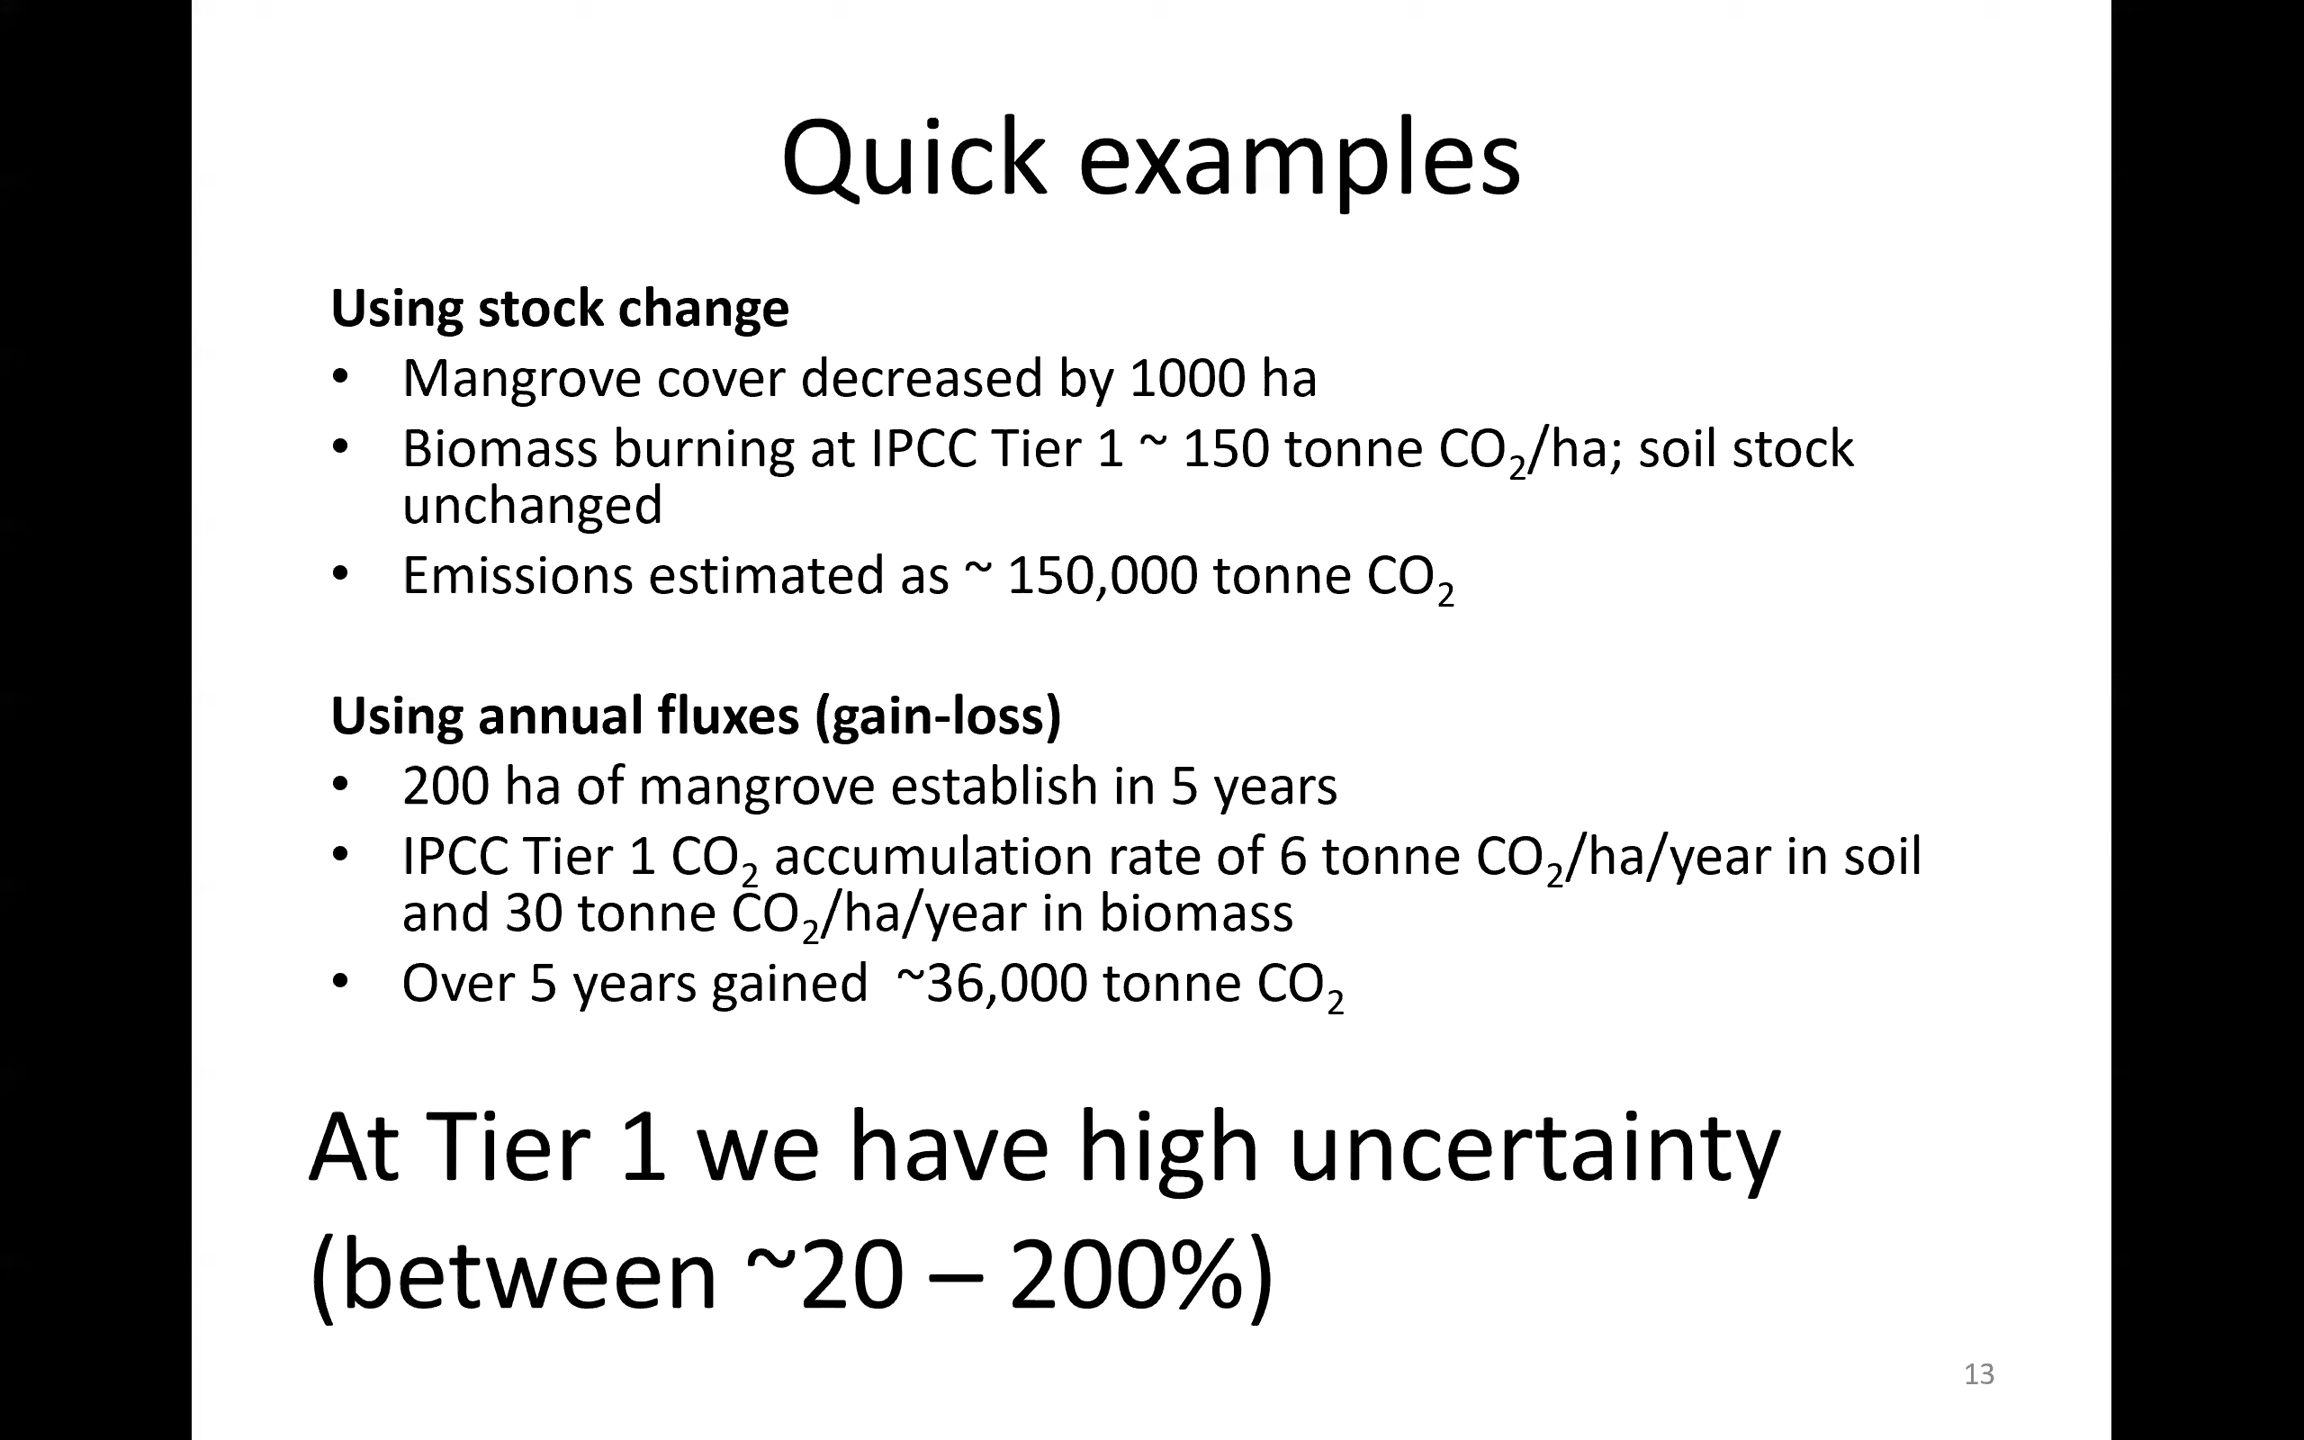 Quick examples
Using stock change
• Mangrove cover decreased by 1000 ha
• Biomass burning at IPCC Tier 1 ~ 150 tonne CO₂/ha; soil stock
unchanged
• Emissions estimated as ~ 150,000 tonne CO₂
Using annual fluxes (gain-loss)
• 200 ha of mangrove establish in 5 years
• IPCC Tier 1 CO₂ accumulation rate of 6 tonne CO₂/ha/year in soil
and 30 tonne CO₂/ha/year in biomass
• Over 5 years gained ~36,000 tonne CO₂
At Tier 1 we have high uncertainty
(between ~20 – 200%)
13